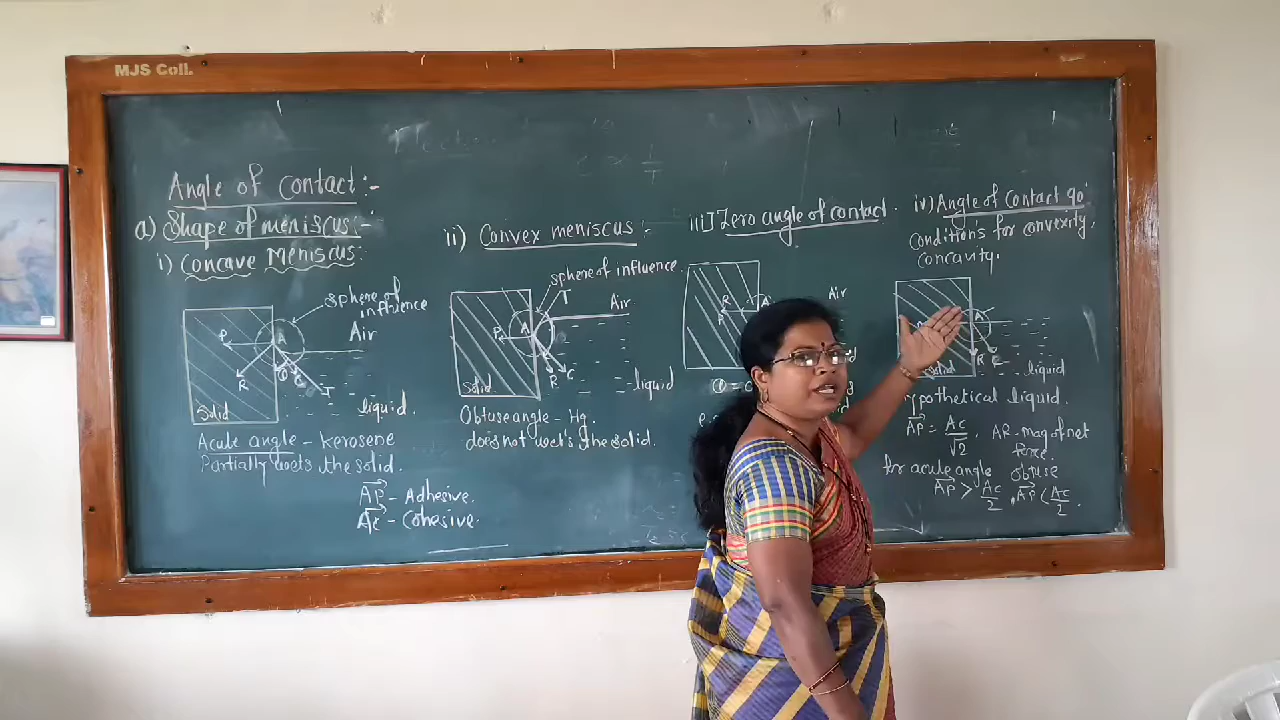 MJS Coll.
Angle of contact :-
a) Shape of meniscus :-
i) Concave Meniscus :
sphere of
influence
Air
P
A
R
C
T
Solid
liquid.
Acute angle - kerosene
Partially wets the solid.
AP - Adhesive.
AC - Cohesive.
ii) Convex meniscus :-
sphere of influence
T
Air
P
A
R
C
Solid
liquid
Obtuse angle - Hg.
does not wet's the solid.
iii] Zero angle of contact.
R
A
P
Air
iv) Angle of contact 90°
Conditions for convexity,
concavity.
A
R
C
liquid
liquid.
AP = Ac/√2 . AR - mag of net
force.
for acute angle obtuse
AP > Ac/2 , AP < Ac/2 .